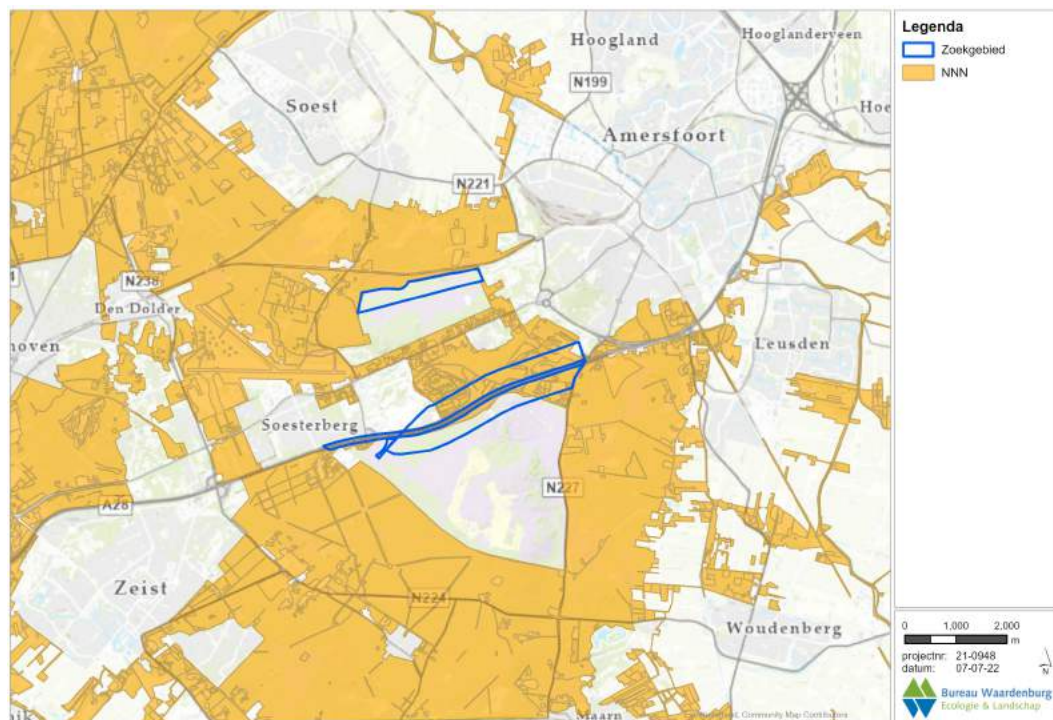 Hoogland
Hooglanderveen
N199
Hoe
Soest
Amersfoort
N221
N238
Den Dolder
hoven
Leusden
Soesterberg
N227
A28
Zeist
N224
Woudenberg
Maarn
Legenda
Zoekgebied
NNN
0 1,000 2,000
m
projectnr: 21-0948
datum: 07-07-22
N
Bureau Waardenburg
Ecologie & Landschap